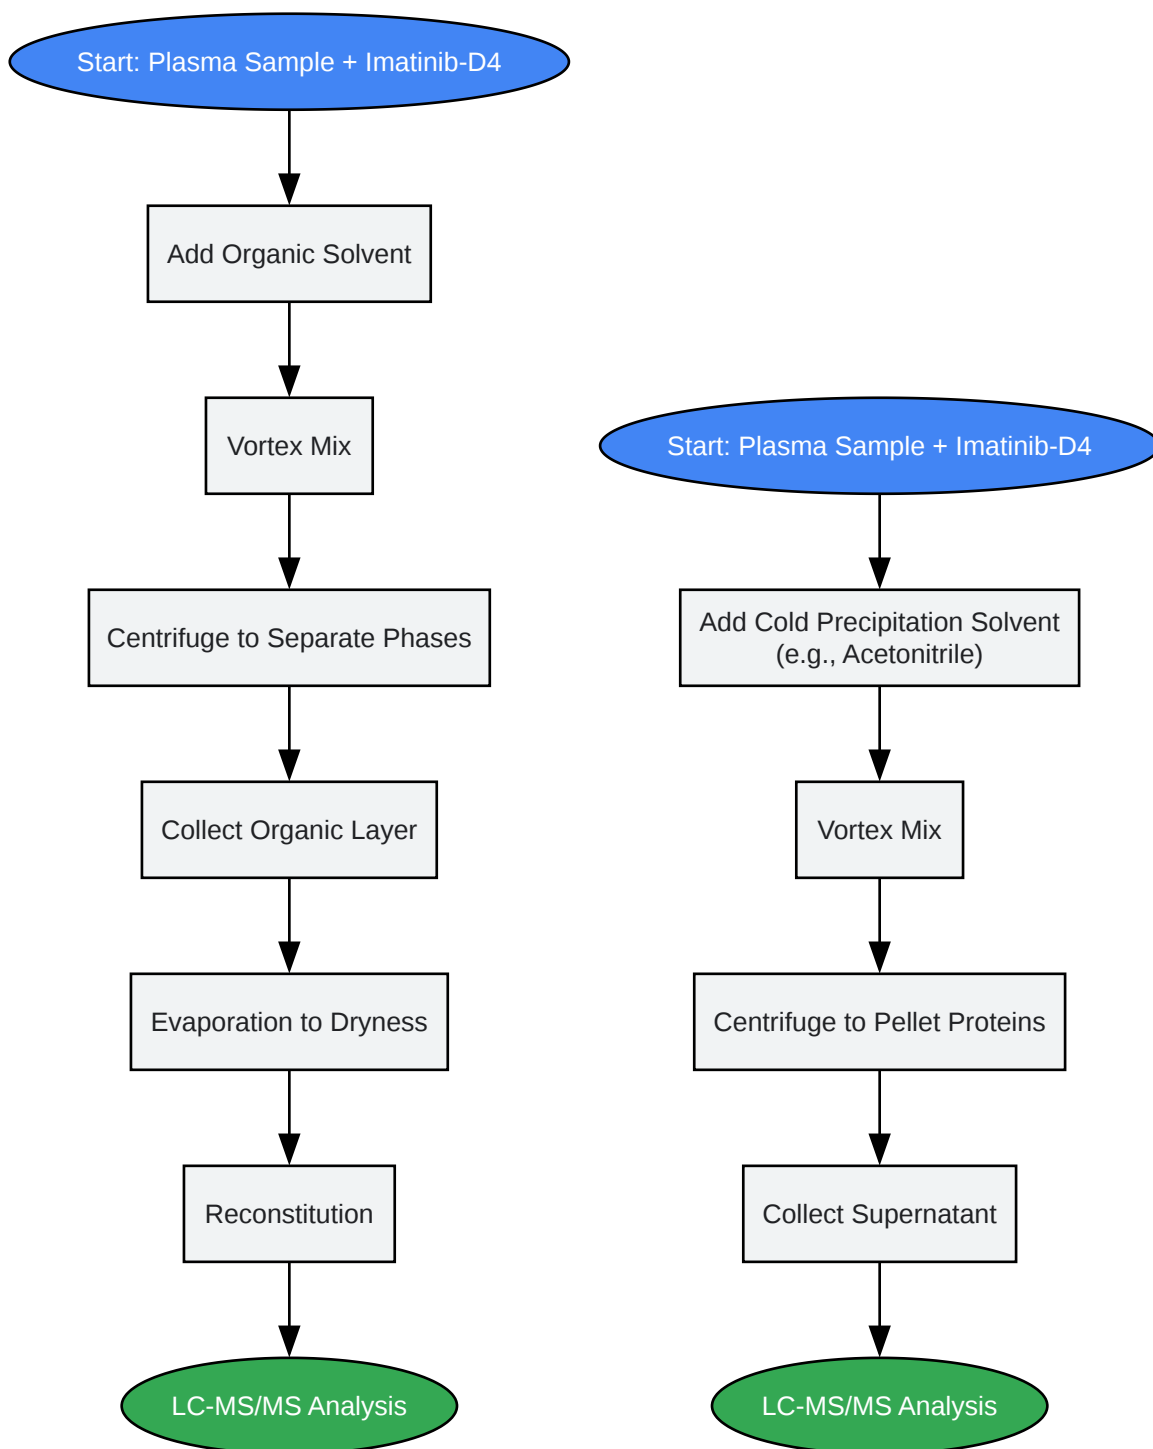 Start: Plasma Sample + Imatinib-D4
Add Organic Solvent
Vortex Mix
Centrifuge to Separate Phases
Collect Organic Layer
Evaporation to Dryness
Reconstitution
LC-MS/MS Analysis
Start: Plasma Sample + Imatinib-D4
Add Cold Precipitation Solvent
(e.g., Acetonitrile)
Vortex Mix
Centrifuge to Pellet Proteins
Collect Supernatant
LC-MS/MS Analysis